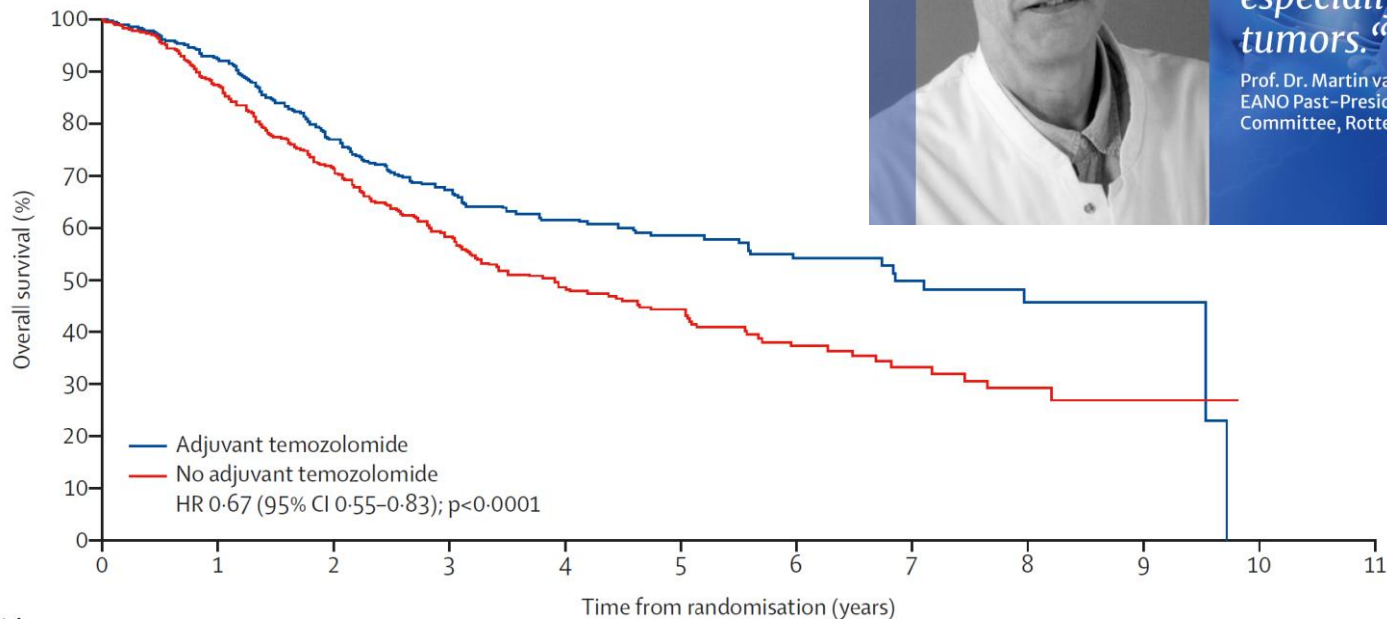 especial
tumors.“
Prof. Dr. Martin va
EANO Past-Presid
Committee, Rotte
100
90
80
70
60
50
40
30
20
10
0
Overall survival (%)
Adjuvant temozolomide
No adjuvant temozolomide
HR 0·67 (95% CI 0·55–0·83); p<0·0001
0 1 2 3 4 5 6 7 8 9 10 11
Time from randomisation (years)